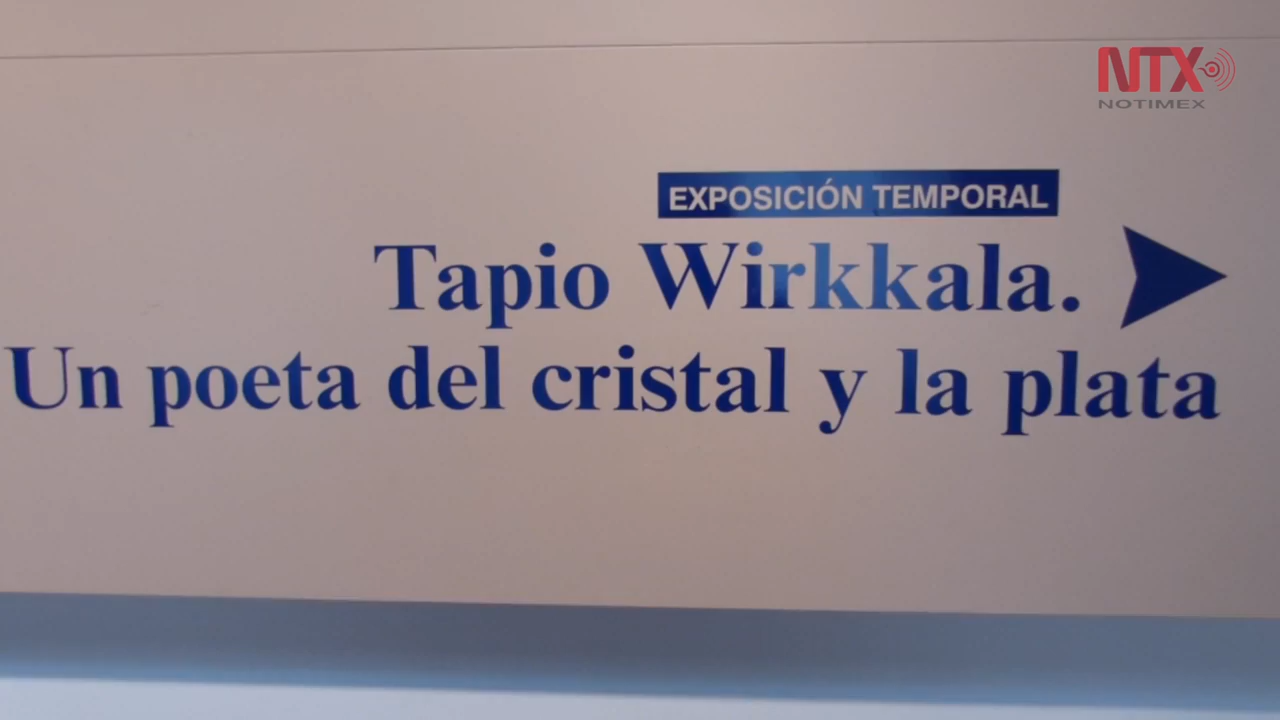 NTX
NOTIMEX
EXPOSICIÓN TEMPORAL
Tapio Wirkkala.
Un poeta del cristal y la plata